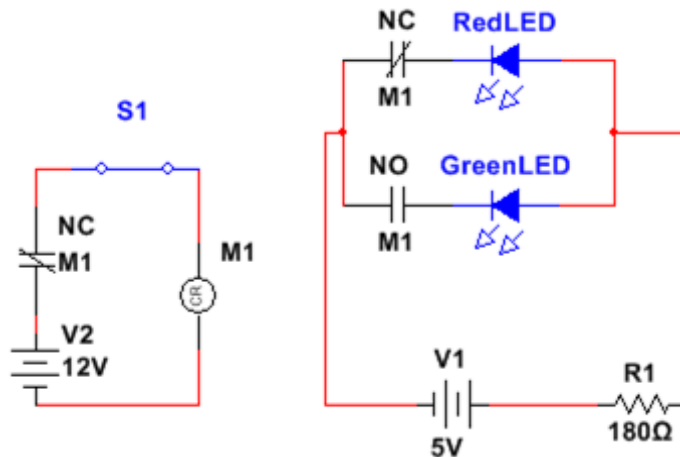 S1
NC
M1
V2
12V
M1
CR
NC
RedLED
M1
NO
GreenLED
M1
V1
5V
R1
180Ω